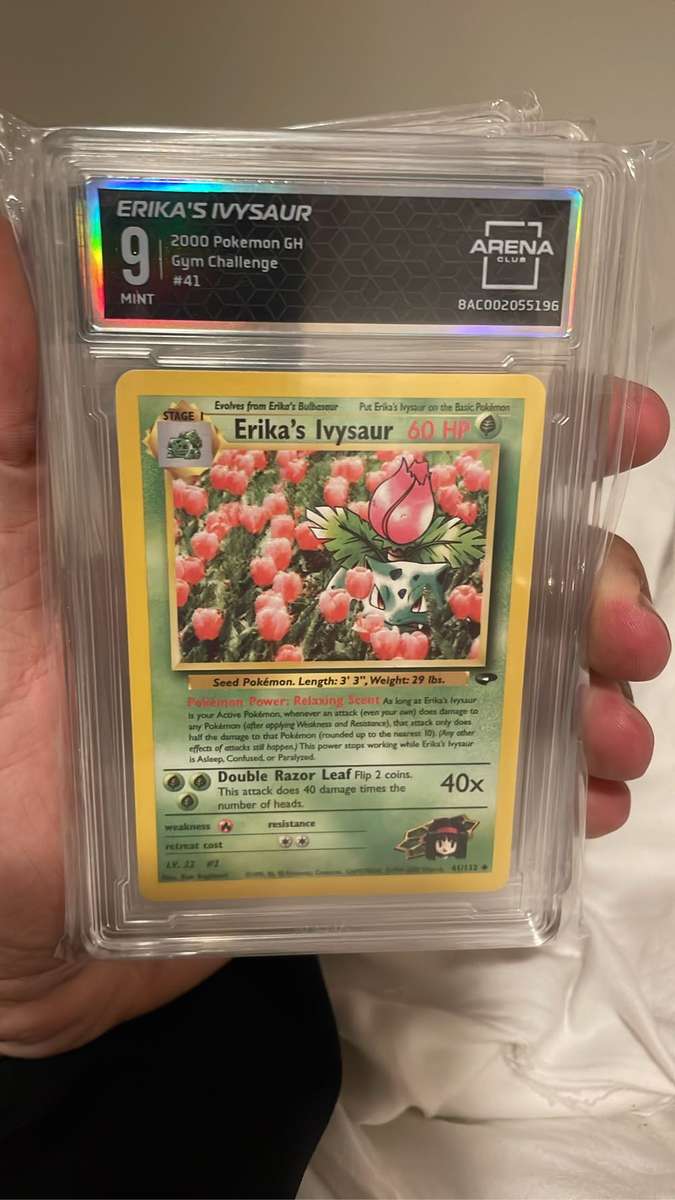 ERIKA'S IVYSAUR
9
MINT
2000 Pokemon GH
Gym Challenge
#41
ARENA
CLUB
8AC002055196
STAGE 1
Evolves from Erika's Bulbasaur
Put Erika's Ivysaur on the Basic Pokémon
Erika's Ivysaur 60 HP
Seed Pokémon. Length: 3' 3", Weight: 29 lbs.
Pokémon Power: Relaxing Scent As long as Erika's Ivysaur
is your Active Pokémon, whenever an attack (even your own) does damage to
any Pokémon (after applying Weakness and Resistance), that attack only does
half the damage to that Pokémon (rounded up to the nearest 10). (Any other
effects of attacks still happen.) This power stops working while Erika's Ivysaur
is Asleep, Confused, or Paralyzed.
Double Razor Leaf Flip 2 coins.
This attack does 40 damage times the
number of heads.
40x
weakness
resistance
retreat cost
LV. 32 #2
41/132